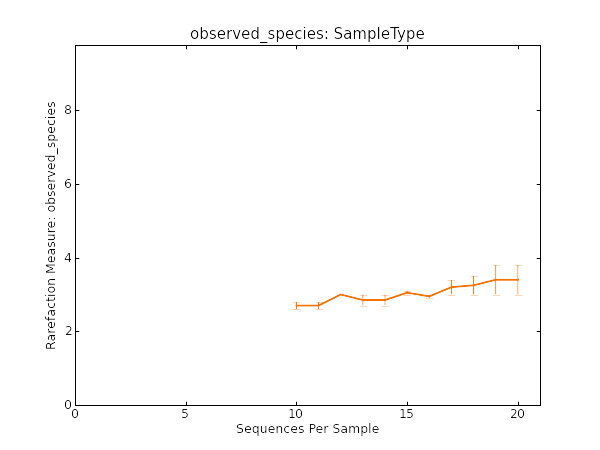 observed_species: SampleType
Rarefaction Measure: observed_species
8
6
4
2
0
0 5 10 15 20
Sequences Per Sample